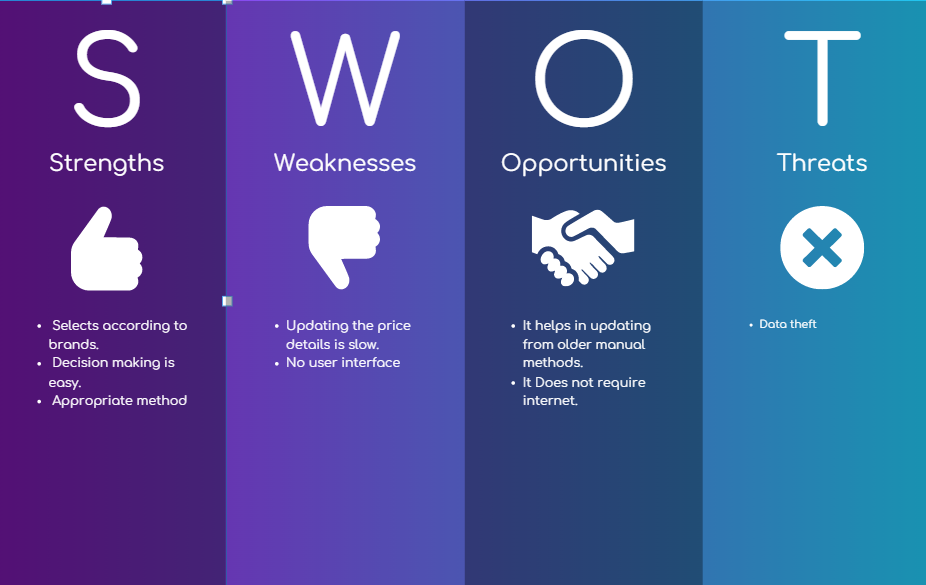 S
Strengths
• Selects according to
brands.
• Decision making is
easy.
• Appropriate method
W
Weaknesses
• Updating the price
details is slow.
• No user interface
O
Opportunities
• It helps in updating
from older manual
methods.
• It Does not require
internet.
T
Threats
• Data theft